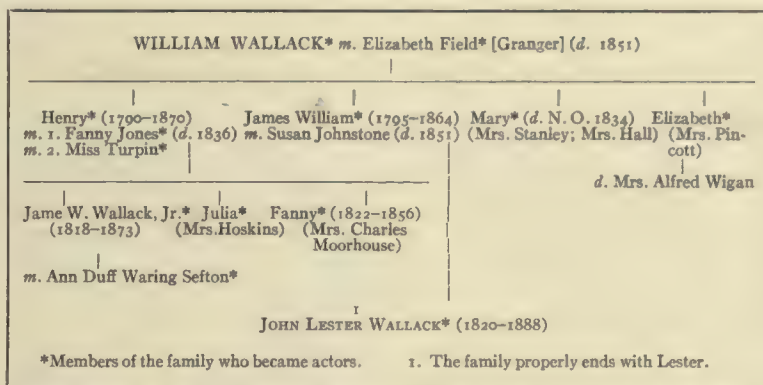 WILLIAM WALLACK* m. Elizabeth Field* [Granger] (d. 1851)
Henry* (1790–1870) James William* (1795–1864) Mary* (d. N. O. 1834) Elizabeth*
m. 1. Fanny Jones* (d. 1836) m. Susan Johnstone (d. 1851) (Mrs. Stanley; Mrs. Hall) (Mrs. Pin-
m. 2. Miss Turpin* cott)
d. Mrs. Alfred Wigan
Jame W. Wallack, Jr.* Julia* Fanny* (1822–1856)
(1818–1873) (Mrs. Hoskins) (Mrs. Charles
Moorhouse)
m. Ann Duff Waring Sefton*
1
JOHN LESTER WALLACK* (1820–1888)
*Members of the family who became actors. 1. The family properly ends with Lester.